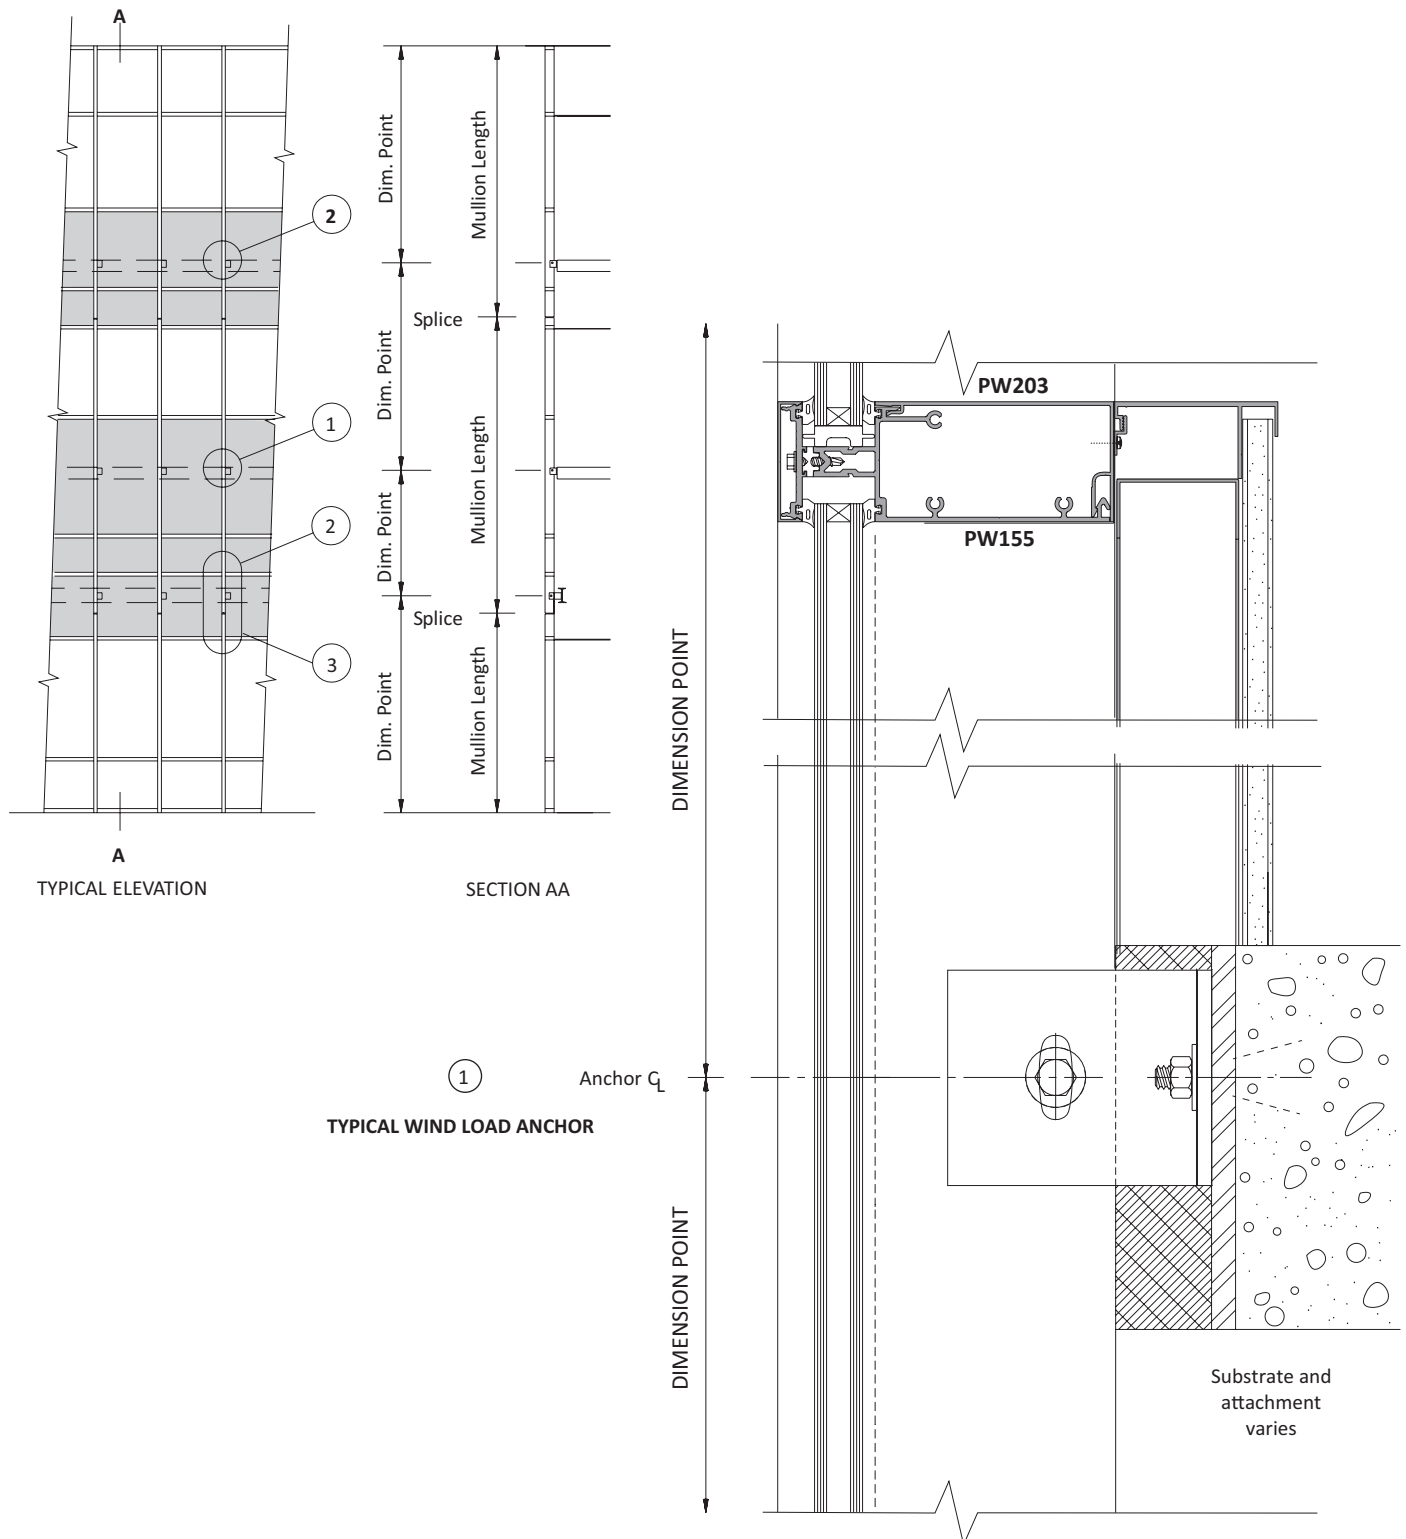 A
2
1
2
3
A
TYPICAL ELEVATION
Dim. Point
Dim. Point
Dim. Point
Dim. Point
Mullion Length
Splice
Mullion Length
Splice
Mullion Length
SECTION AA
PW203
PW155
DIMENSION POINT
1
Anchor CL
TYPICAL WIND LOAD ANCHOR
DIMENSION POINT
Substrate and
attachment
varies